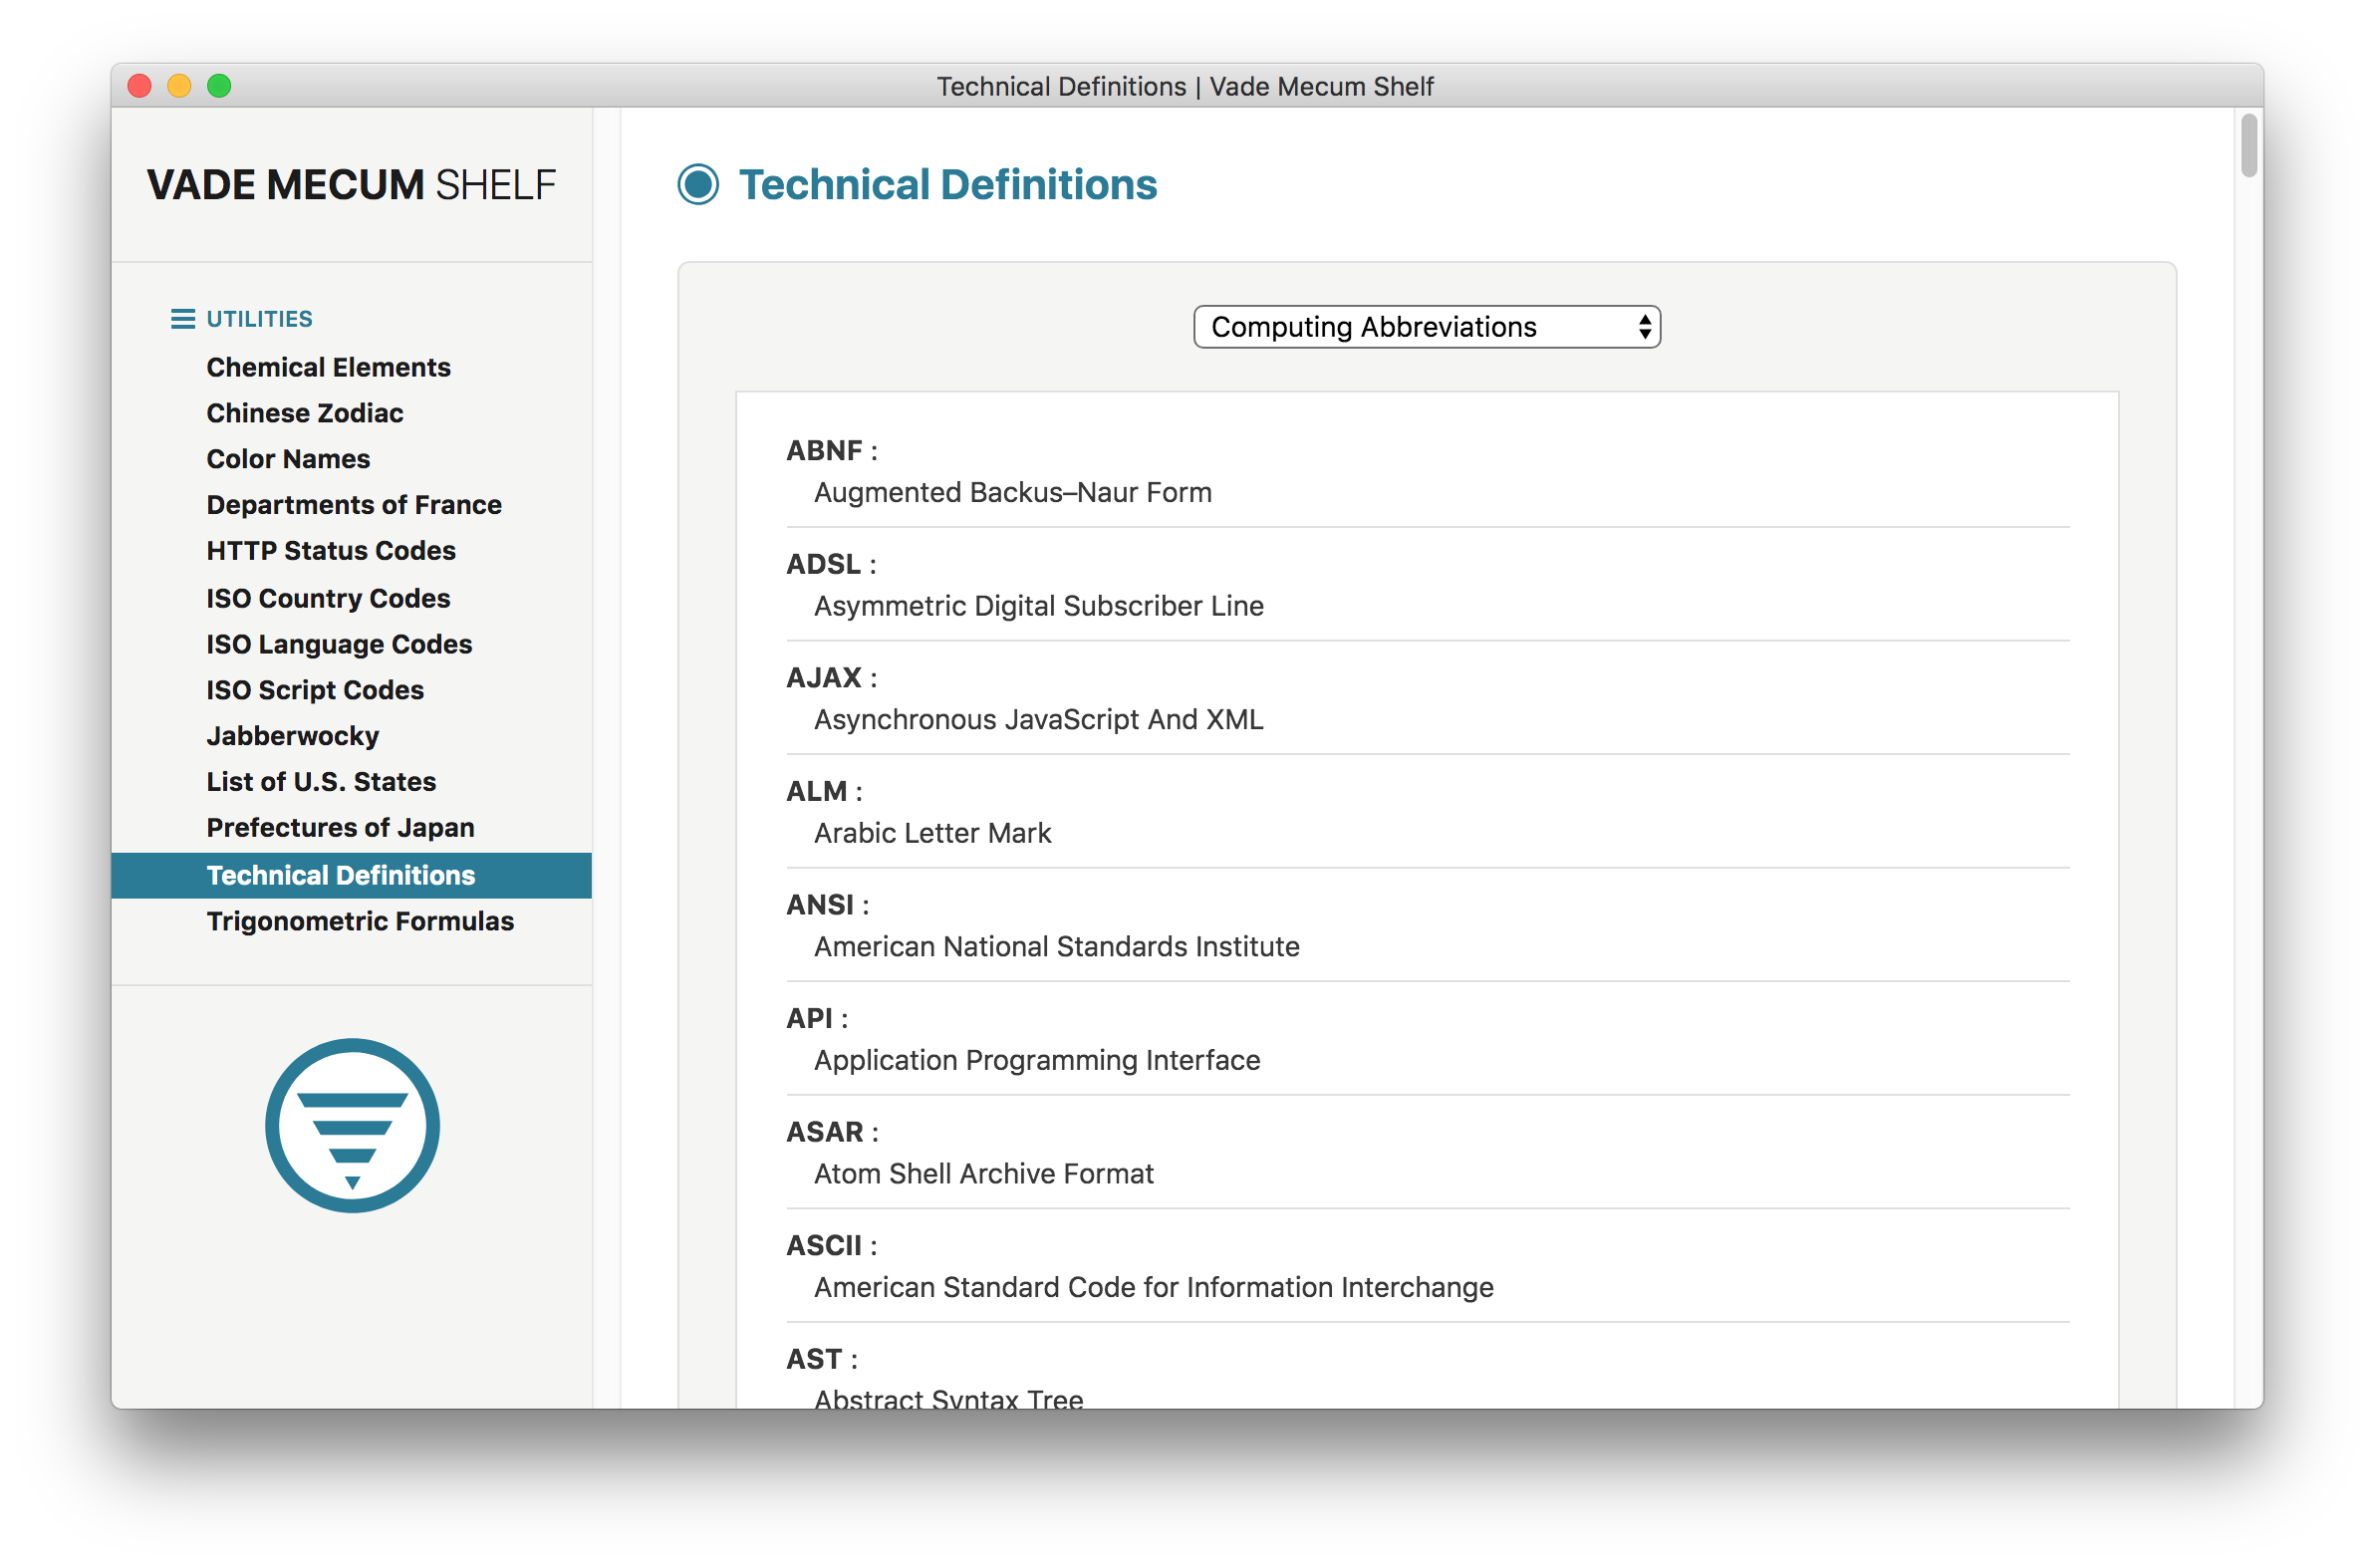 Technical Definitions | Vade Mecum Shelf
VADE MECUM SHELF
UTILITIES
Chemical Elements
Chinese Zodiac
Color Names
Departments of France
HTTP Status Codes
ISO Country Codes
ISO Language Codes
ISO Script Codes
Jabberwocky
List of U.S. States
Prefectures of Japan
Technical Definitions
Trigonometric Formulas
Technical Definitions
Computing Abbreviations
ABNF :
Augmented Backus–Naur Form
ADSL :
Asymmetric Digital Subscriber Line
AJAX :
Asynchronous JavaScript And XML
ALM :
Arabic Letter Mark
ANSI :
American National Standards Institute
API :
Application Programming Interface
ASAR :
Atom Shell Archive Format
ASCII :
American Standard Code for Information Interchange
AST :
Abstract Syntax Tree